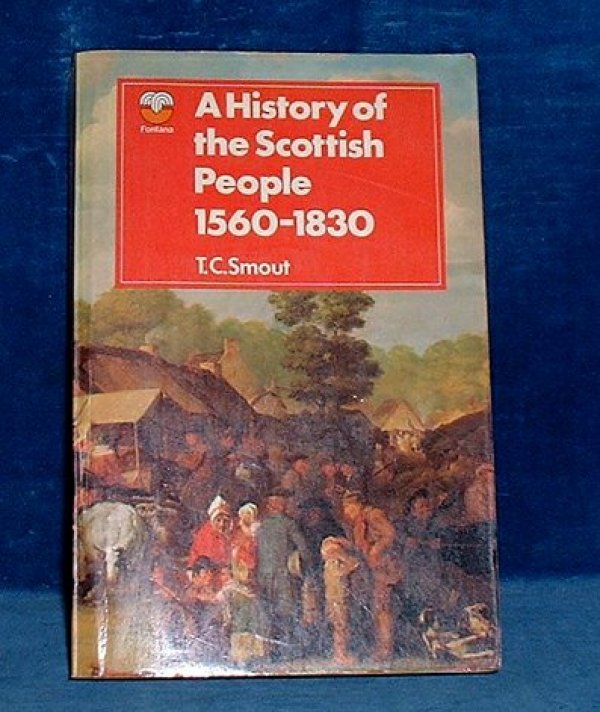 Fontana
A History of
the Scottish
People
1560-1830
T.C.Smout